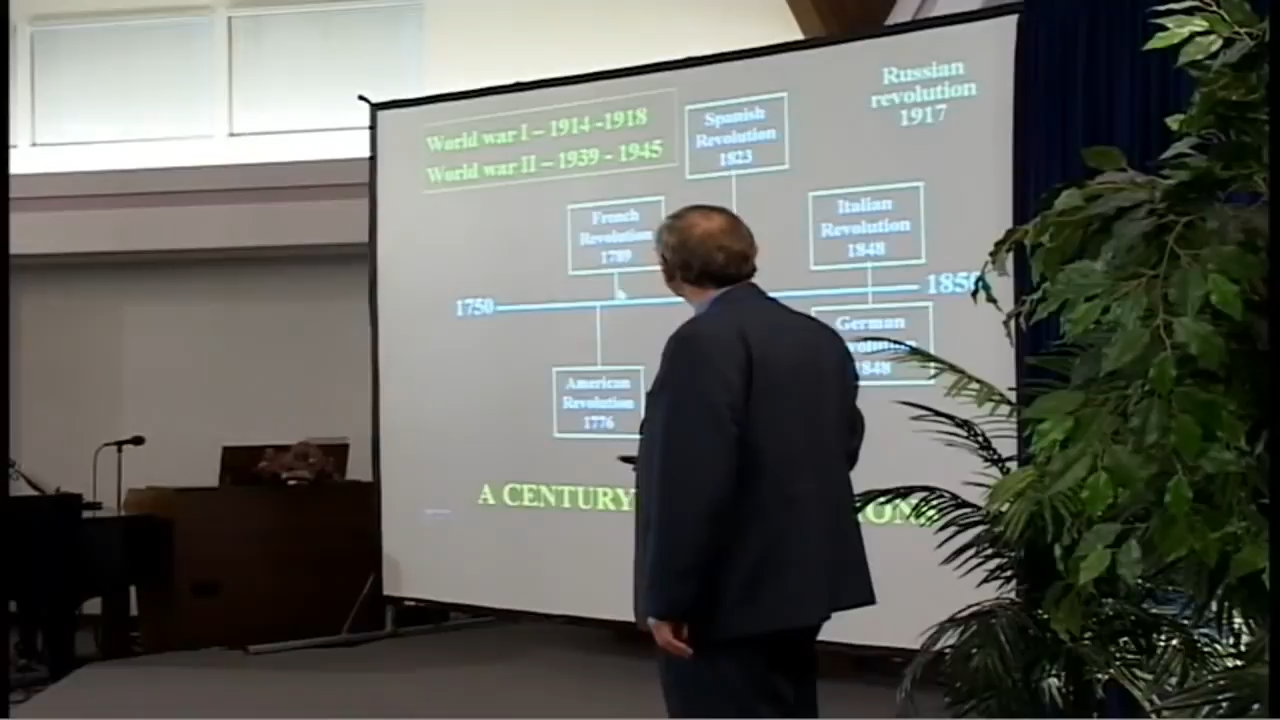 World war I – 1914 -1918
World war II – 1939 - 1945
Spanish
Revolution
1823
Russian
revolution
1917
French
Revolution
1789
Italian
Revolution
1848
1750
1850
German
1848
American
Revolution
1776
A CENTURY